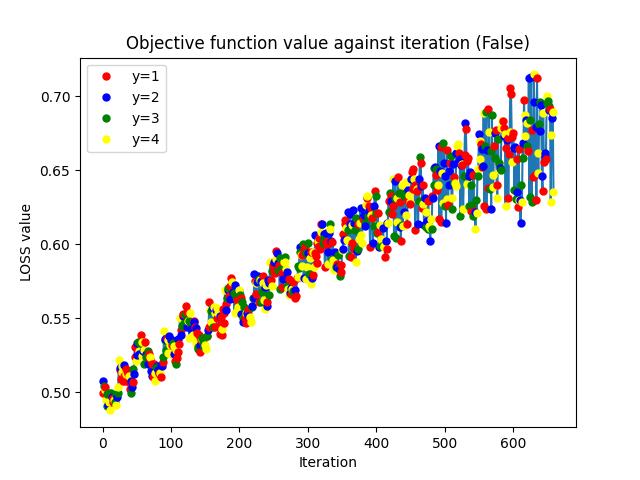 Objective function value against iteration (False)
y=1
y=2
y=3
y=4
0.70
0.65
0.60
0.55
0.50
LOSS value
0 100 200 300 400 500 600
Iteration